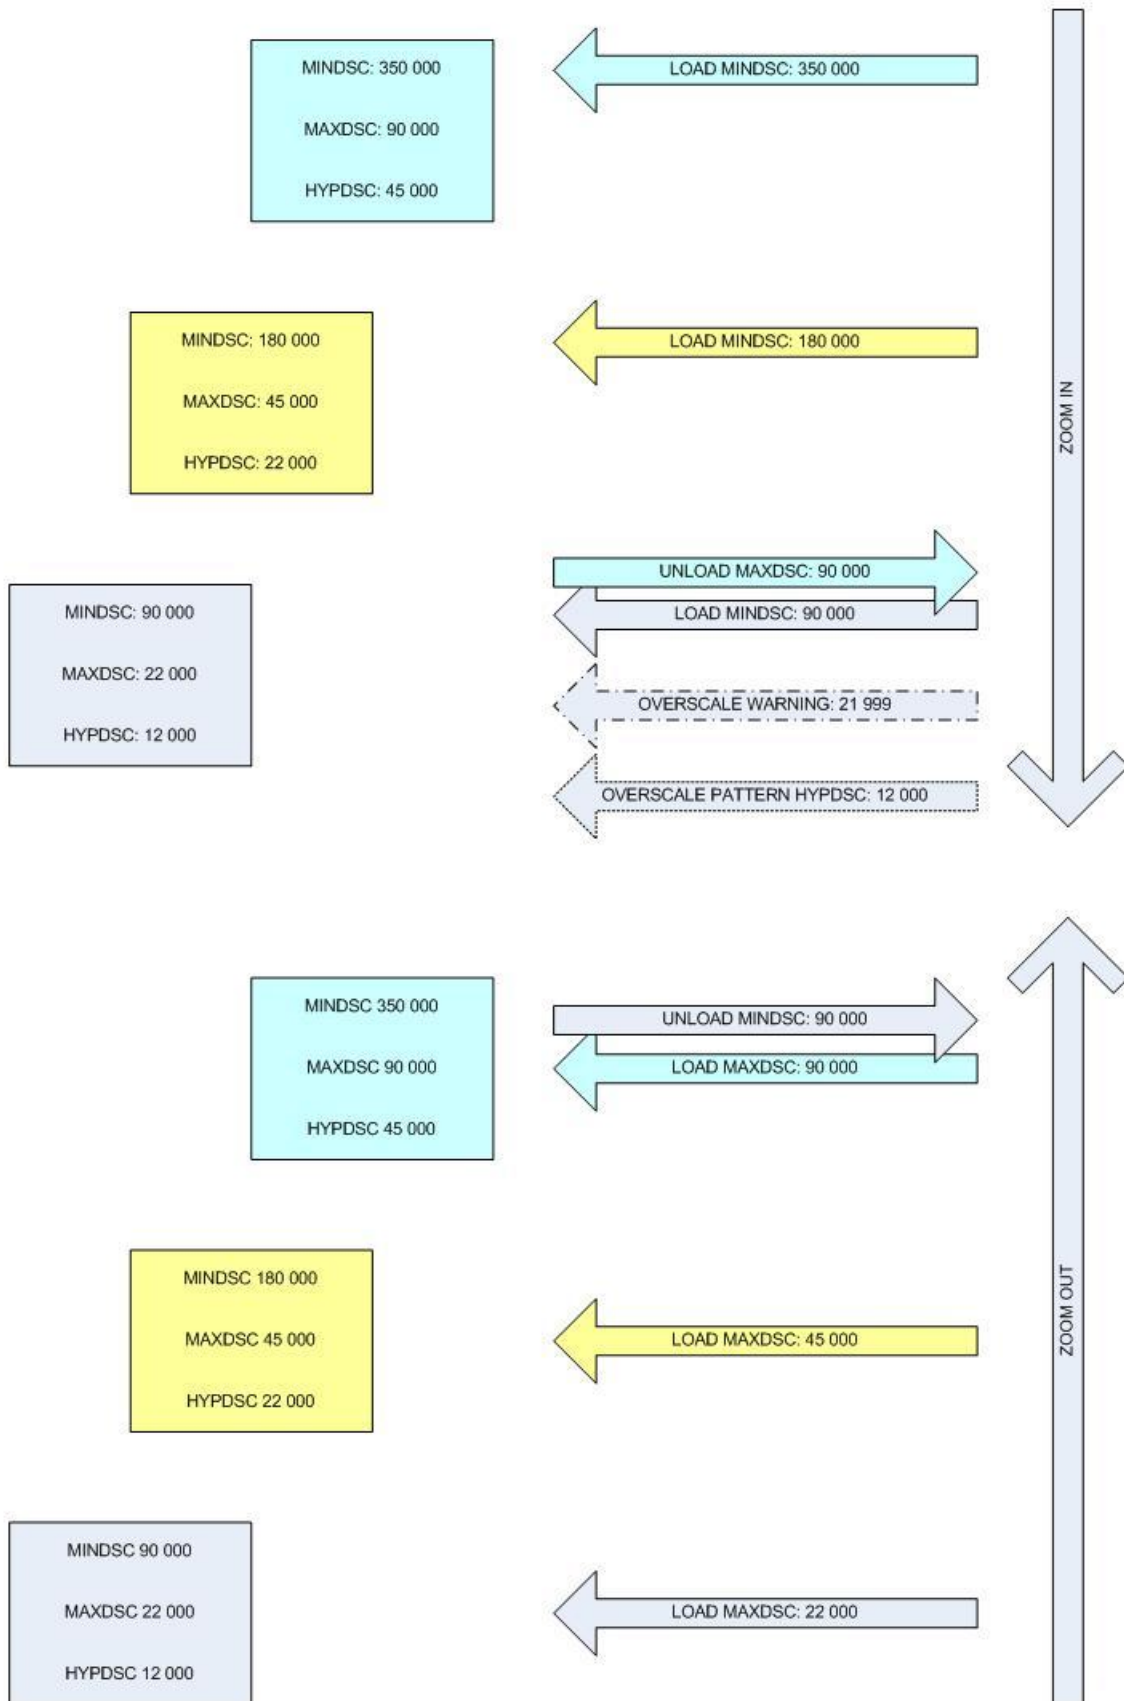 MINDSC: 350 000
LOAD MINDSC: 350 000
MAXDSC: 90 000
HYPDSC: 45 000
MINDSC: 180 000
LOAD MINDSC: 180 000
MAXDSC: 45 000
HYPDSC: 22 000
ZOOM IN
UNLOAD MAXDSC: 90 000
MINDSC: 90 000
LOAD MINDSC: 90 000
MAXDSC: 22 000
OVERSCALE WARNING: 21 999
HYPDSC: 12 000
OVERSCALE PATTERN HYPDSC: 12 000
MINDSC 350 000
UNLOAD MINDSC: 90 000
MAXDSC 90 000
LOAD MAXDSC: 90 000
HYPDSC 45 000
MINDSC 180 000
ZOOM OUT
MAXDSC 45 000
LOAD MAXDSC: 45 000
HYPDSC 22 000
MINDSC 90 000
MAXDSC 22 000
LOAD MAXDSC: 22 000
HYPDSC 12 000